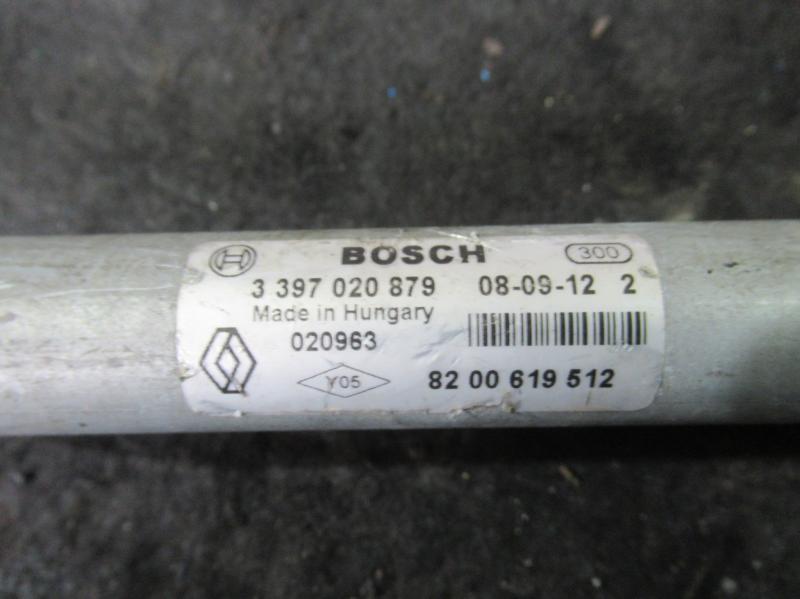 BOSCH 300
3 397 020 879 08-09-12 2
Made in Hungary
020963
Y05 82 00 619 512